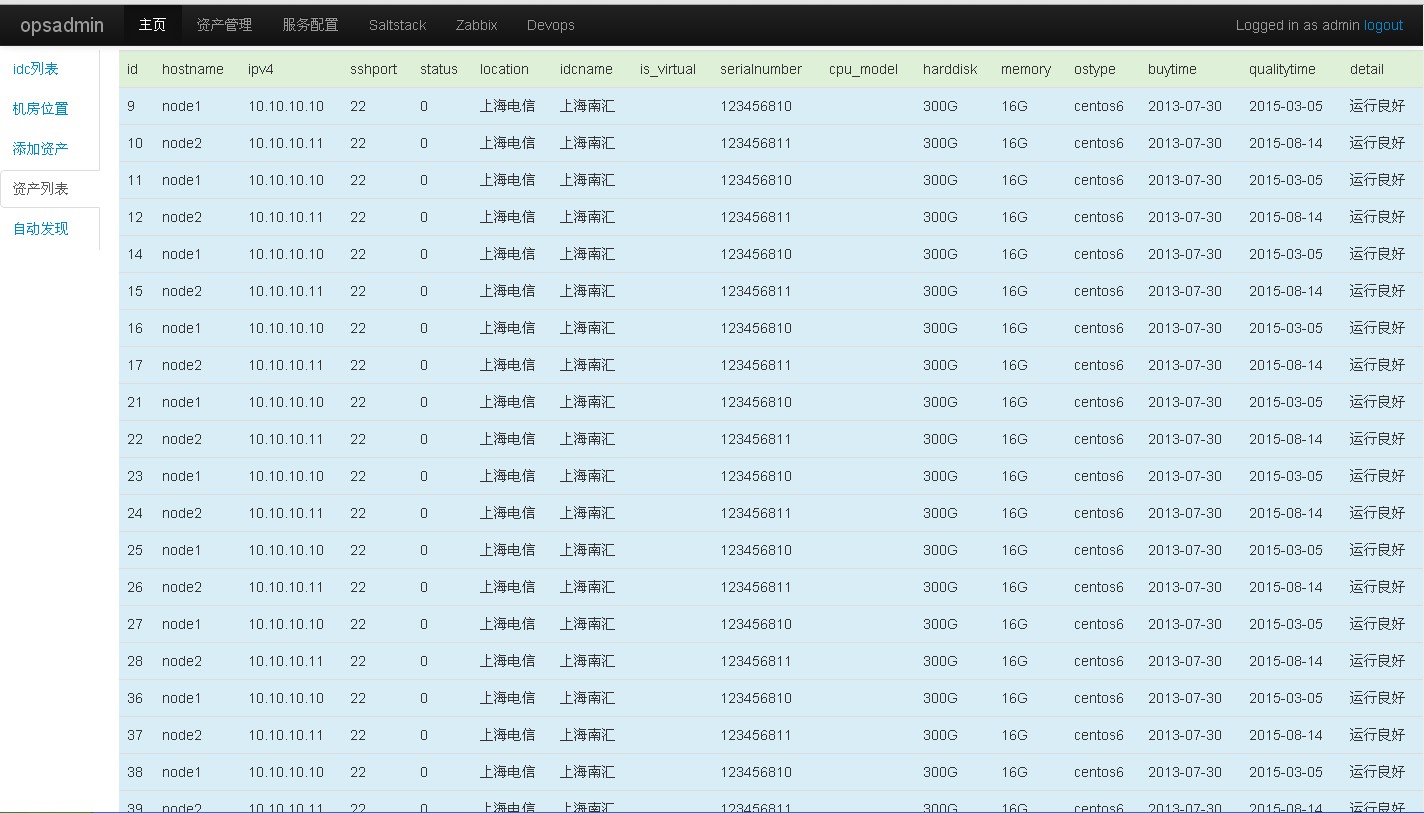 opsadmin 主页 资产管理 服务配置 Saltstack Zabbix Devops Logged in as admin logout
idc列表
机房位置
添加资产
资产列表
自动发现
id hostname ipv4 sshport status location idcname is_virtual serialnumber cpu_model harddisk memory ostype buytime qualitytime detail
9 node1 10.10.10.10 22 0 上海电信 上海南汇 123456810 300G 16G centos6 2013-07-30 2015-03-05 运行良好
10 node2 10.10.10.11 22 0 上海电信 上海南汇 123456811 300G 16G centos6 2013-07-30 2015-08-14 运行良好
11 node1 10.10.10.10 22 0 上海电信 上海南汇 123456810 300G 16G centos6 2013-07-30 2015-03-05 运行良好
12 node2 10.10.10.11 22 0 上海电信 上海南汇 123456811 300G 16G centos6 2013-07-30 2015-08-14 运行良好
14 node1 10.10.10.10 22 0 上海电信 上海南汇 123456810 300G 16G centos6 2013-07-30 2015-03-05 运行良好
15 node2 10.10.10.11 22 0 上海电信 上海南汇 123456811 300G 16G centos6 2013-07-30 2015-08-14 运行良好
16 node1 10.10.10.10 22 0 上海电信 上海南汇 123456810 300G 16G centos6 2013-07-30 2015-03-05 运行良好
17 node2 10.10.10.11 22 0 上海电信 上海南汇 123456811 300G 16G centos6 2013-07-30 2015-08-14 运行良好
21 node1 10.10.10.10 22 0 上海电信 上海南汇 123456810 300G 16G centos6 2013-07-30 2015-03-05 运行良好
22 node2 10.10.10.11 22 0 上海电信 上海南汇 123456811 300G 16G centos6 2013-07-30 2015-08-14 运行良好
23 node1 10.10.10.10 22 0 上海电信 上海南汇 123456810 300G 16G centos6 2013-07-30 2015-03-05 运行良好
24 node2 10.10.10.11 22 0 上海电信 上海南汇 123456811 300G 16G centos6 2013-07-30 2015-08-14 运行良好
25 node1 10.10.10.10 22 0 上海电信 上海南汇 123456810 300G 16G centos6 2013-07-30 2015-03-05 运行良好
26 node2 10.10.10.11 22 0 上海电信 上海南汇 123456811 300G 16G centos6 2013-07-30 2015-08-14 运行良好
27 node1 10.10.10.10 22 0 上海电信 上海南汇 123456810 300G 16G centos6 2013-07-30 2015-03-05 运行良好
28 node2 10.10.10.11 22 0 上海电信 上海南汇 123456811 300G 16G centos6 2013-07-30 2015-08-14 运行良好
36 node1 10.10.10.10 22 0 上海电信 上海南汇 123456810 300G 16G centos6 2013-07-30 2015-03-05 运行良好
37 node2 10.10.10.11 22 0 上海电信 上海南汇 123456811 300G 16G centos6 2013-07-30 2015-08-14 运行良好
38 node1 10.10.10.10 22 0 上海电信 上海南汇 123456810 300G 16G centos6 2013-07-30 2015-03-05 运行良好
39 node2 10.10.10.11 22 0 上海电信 上海南汇 123456811 300G 16G centos6 2013-07-30 2015-08-14 运行良好